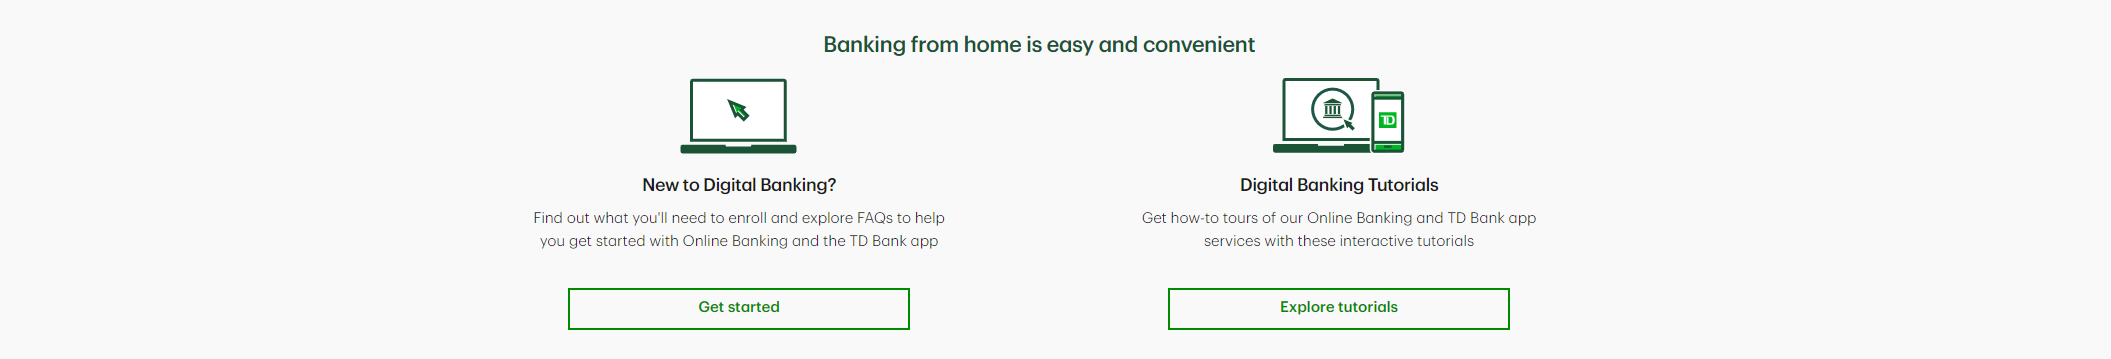 Banking from home is easy and convenient
TD
New to Digital Banking?
Find out what you'll need to enroll and explore FAQs to help
you get started with Online Banking and the TD Bank app
Get started
Digital Banking Tutorials
Get how-to tours of our Online Banking and TD Bank app
services with these interactive tutorials
Explore tutorials